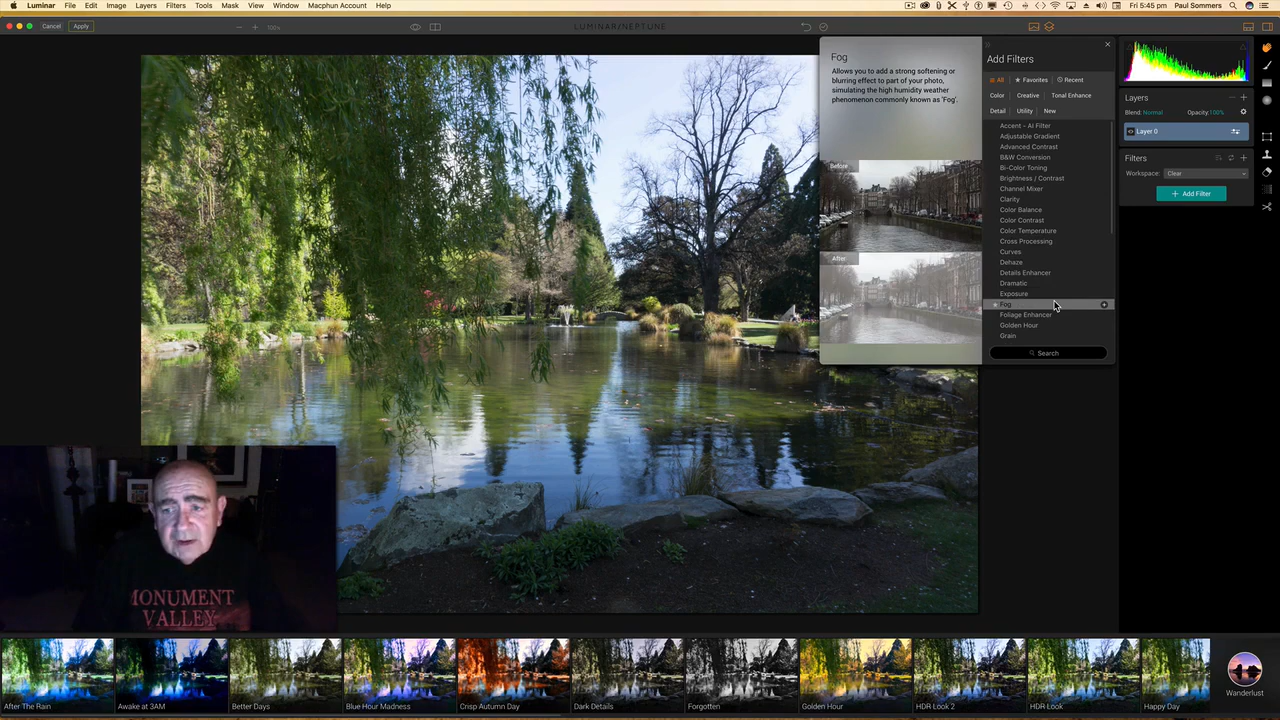 Luminar File Edit Image Layers Filters Tools Mask View Window Macphun Account Help
Fri 5:45 pm Paul Sommers
Cancel Apply
100%
LUMINAR/NEPTUNE
Fog
Allows you to add a strong softening or
blurring effect to part of your photo,
simulating the high humidity weather
phenomenon commonly known as 'Fog'.
Before
After
Add Filters
All Favorites Recent
Color Creative Tonal Enhance
Detail Utility New
Accent - AI Filter
Adjustable Gradient
Advanced Contrast
B&W Conversion
Bi-Color Toning
Brightness / Contrast
Channel Mixer
Clarity
Color Balance
Color Contrast
Color Temperature
Cross Processing
Curves
Dehaze
Details Enhancer
Dramatic
Exposure
Fog
Foliage Enhancer
Golden Hour
Grain
Search
Layers
Blend: Normal Opacity: 100%
Layer 0
Filters
Workspace: Clear
Add Filter
MONUMENT
VALLEY
After The Rain
Awake at 3AM
Better Days
Blue Hour Madness
Crisp Autumn Day
Dark Details
Forgotten
Golden Hour
HDR Look 2
HDR Look
Happy Day
Wanderlust